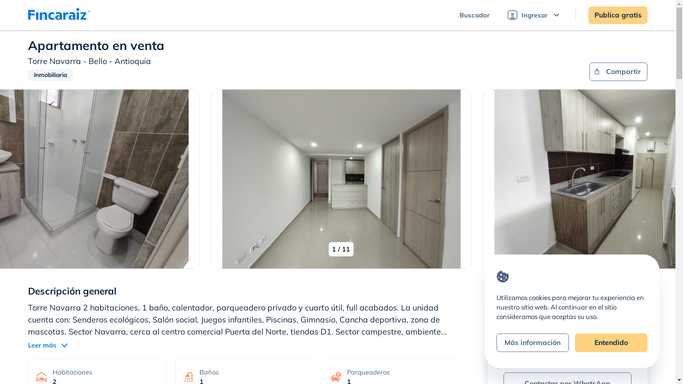 Fincaraiz
Buscador
Ingresar
Publica gratis
Apartamento en venta
Torre Navarra - Bello - Antioquia
Inmobiliaria
Compartir
1 / 11
Descripción general
Torre Navarra 2 habitaciones, 1 baño, calentador, parqueadero privado y cuarto útil, full acabados. La unidad
cuenta con: Senderos ecológicos, Salón social, Juegos infantiles, Piscinas, Gimnasio, Cancha deportiva, zona de
mascotas. Sector Navarra, cerca al centro comercial Puerta del Norte, tiendas D1. Sector campestre, ambiente...
Leer más
Habitaciones
2
Baños
1
Parqueaderos
1
Utilizamos cookies para mejorar tu experiencia en
nuestro sitio web. Al continuar en el sitio
consideramos que aceptas su uso.
Más información
Entendido
Contactar por WhatsApp